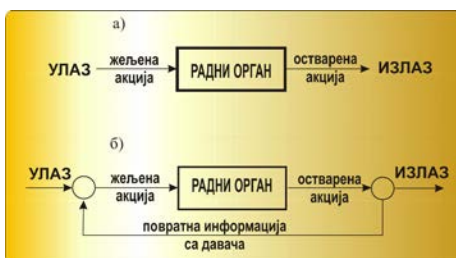 а)
УЛАЗ жељена акција РАДНИ ОРГАН остварена акција ИЗЛАЗ
б)
УЛАЗ жељена акција РАДНИ ОРГАН остварена акција ИЗЛАЗ
повратна информација
са давача